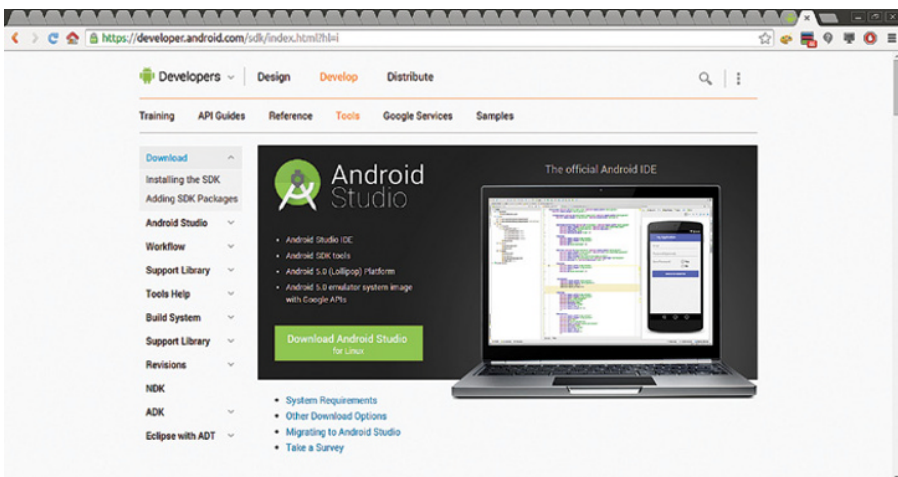 https://developer.android.com/sdk/index.html?hl=i
Developers
Design
Develop
Distribute
Training
API Guides
Reference
Tools
Google Services
Samples
Download
Installing the SDK
Adding SDK Packages
Android Studio
Workflow
Support Library
Tools Help
Build System
Support Library
Revisions
NDK
ADK
Eclipse with ADT
Android
Studio
• Android Studio IDE
• Android SDK tools
• Android 5.0 (Lollipop) Platform
• Android 5.0 emulator system image
with Google APIs
Download Android Studio
for Linux
The official Android IDE
• System Requirements
• Other Download Options
• Migrating to Android Studio
• Take a Survey